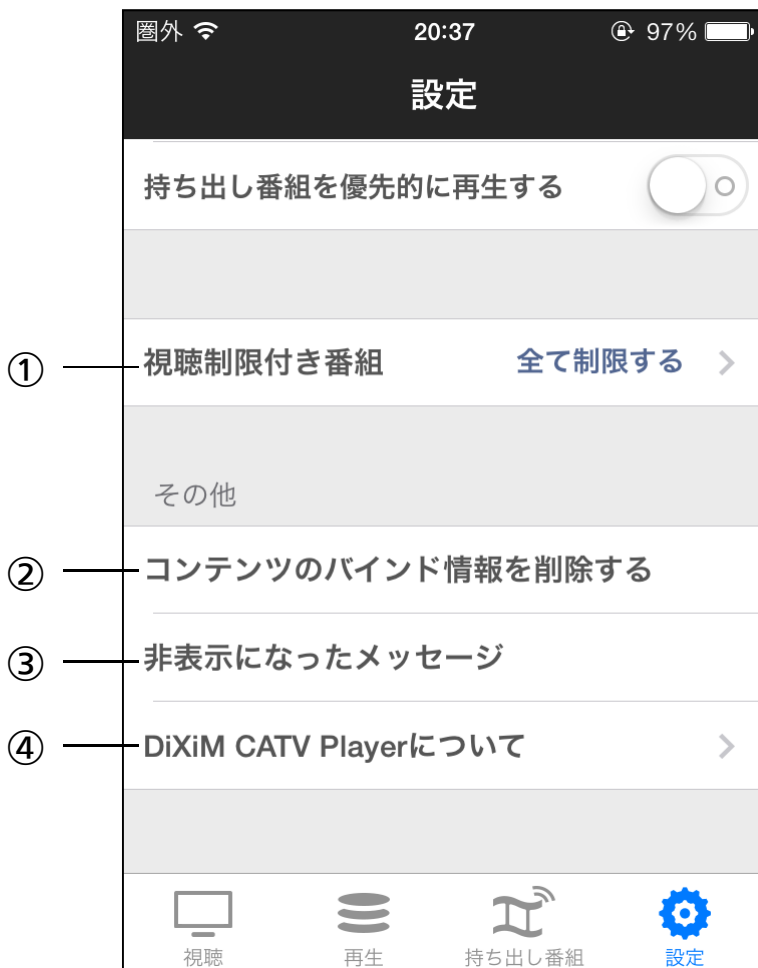 圏外 20:37 97%
設定
持ち出し番組を優先的に再生する
① 視聴制限付き番組 全て制限する
その他
② コンテンツのバインド情報を削除する
③ 非表示になったメッセージ
④ DiXiM CATV Playerについて
視聴 再生 持ち出し番組 設定